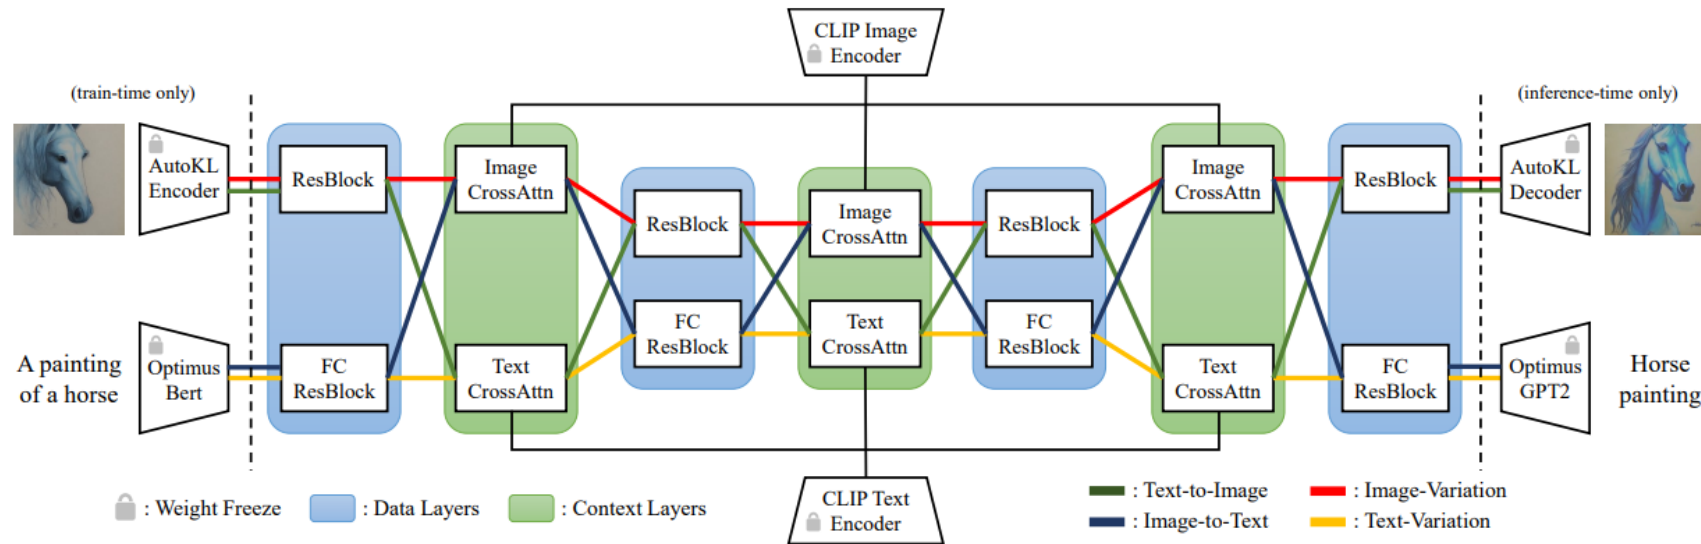 CLIP Image
Encoder
(train-time only)
(inference-time only)
AutoKL
Encoder
ResBlock
Image
CrossAttn
ResBlock
Image
CrossAttn
ResBlock
Image
CrossAttn
ResBlock
AutoKL
Decoder
A painting
of a horse
Optimus
Bert
FC
ResBlock
Text
CrossAttn
FC
ResBlock
Text
CrossAttn
FC
ResBlock
Text
CrossAttn
FC
ResBlock
Optimus
GPT2
Horse
painting
CLIP Text
Encoder
: Weight Freeze
: Data Layers
: Context Layers
: Text-to-Image
: Image-Variation
: Image-to-Text
: Text-Variation